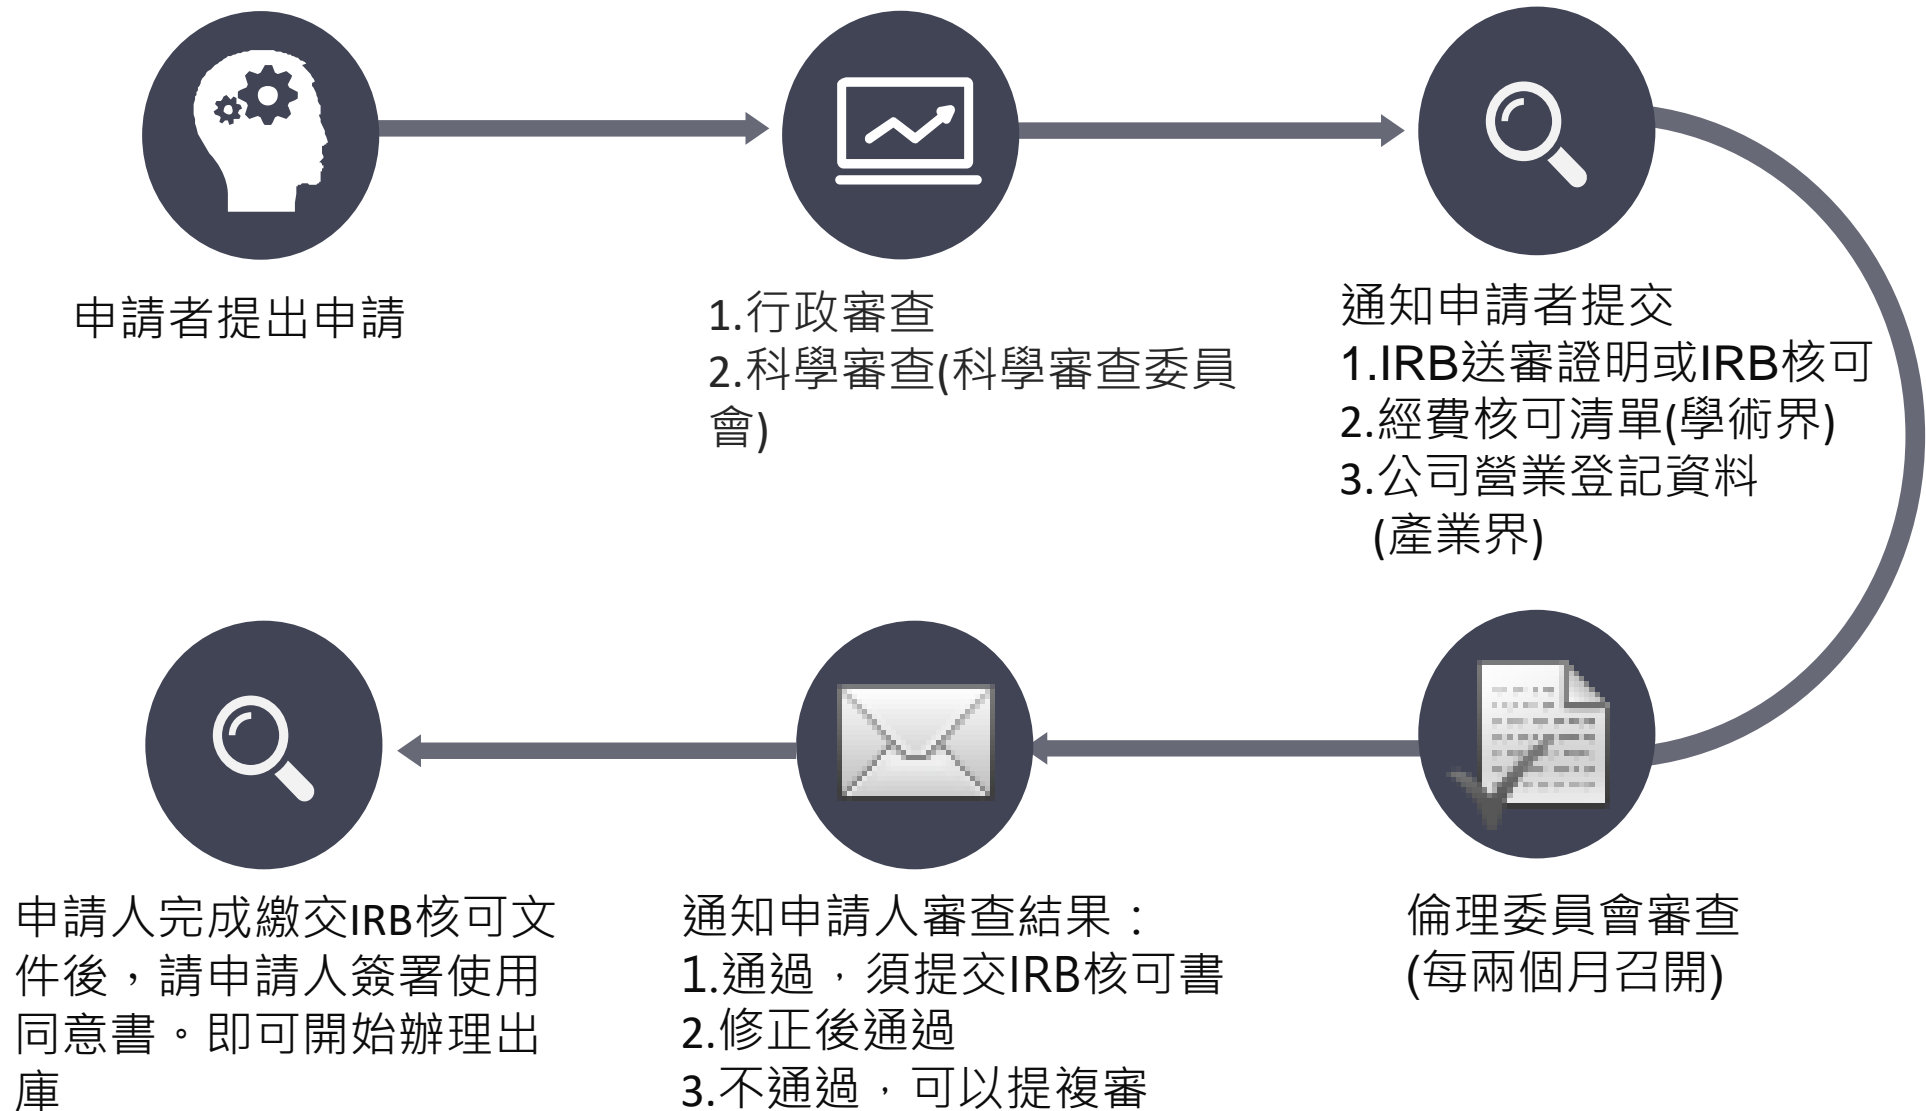 申請者提出申請
1.行政審查
2.科學審查(科學審查委員
會)
通知申請者提交
1.IRB送審證明或IRB核可
2.經費核可清單(學術界)
3.公司營業登記資料
(產業界)
倫理委員會審查
(每兩個月召開)
通知申請人審查結果：
1.通過，須提交IRB核可書
2.修正後通過
3.不通過，可以提複審
申請人完成繳交IRB核可文
件後，請申請人簽署使用
同意書。即可開始辦理出
庫